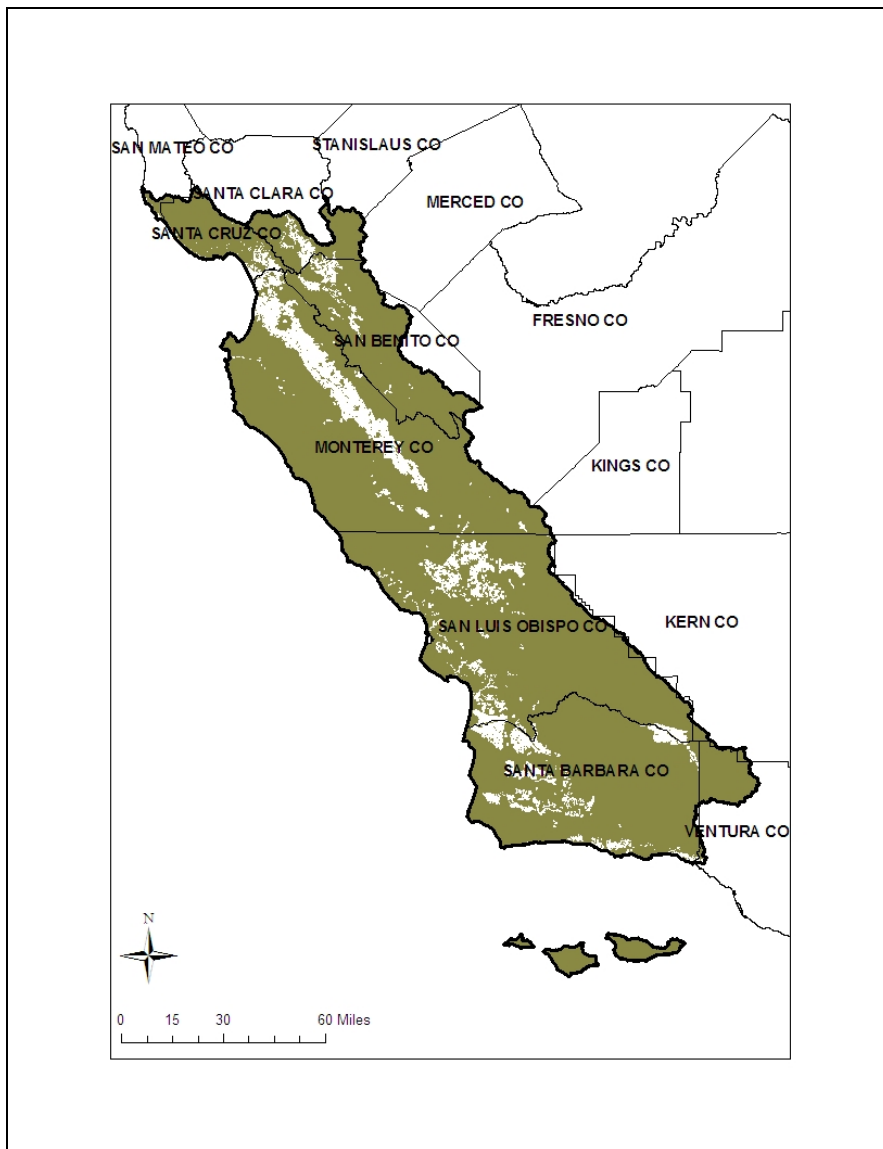 STANISLAUS CO
SAN MATEO CO
SANTA CLARA CO
MERCED CO
SANTA CRUZ CO
FRESNO CO
SAN BENITO CO
MONTEREY CO
KINGS CO
SAN LUIS OBISPO CO
KERN CO
SANTA BARBARA CO
VENTURA CO
N
0 15 30 60 Miles